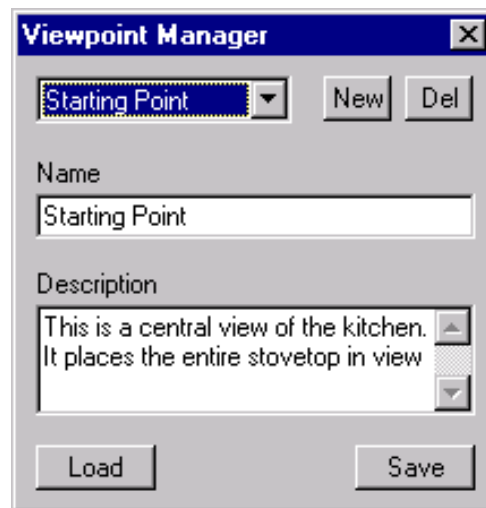 Viewpoint Manager
Starting Point
New
Del
Name
Starting Point
Description
This is a central view of the kitchen.
It places the entire stovetop in view
Load
Save